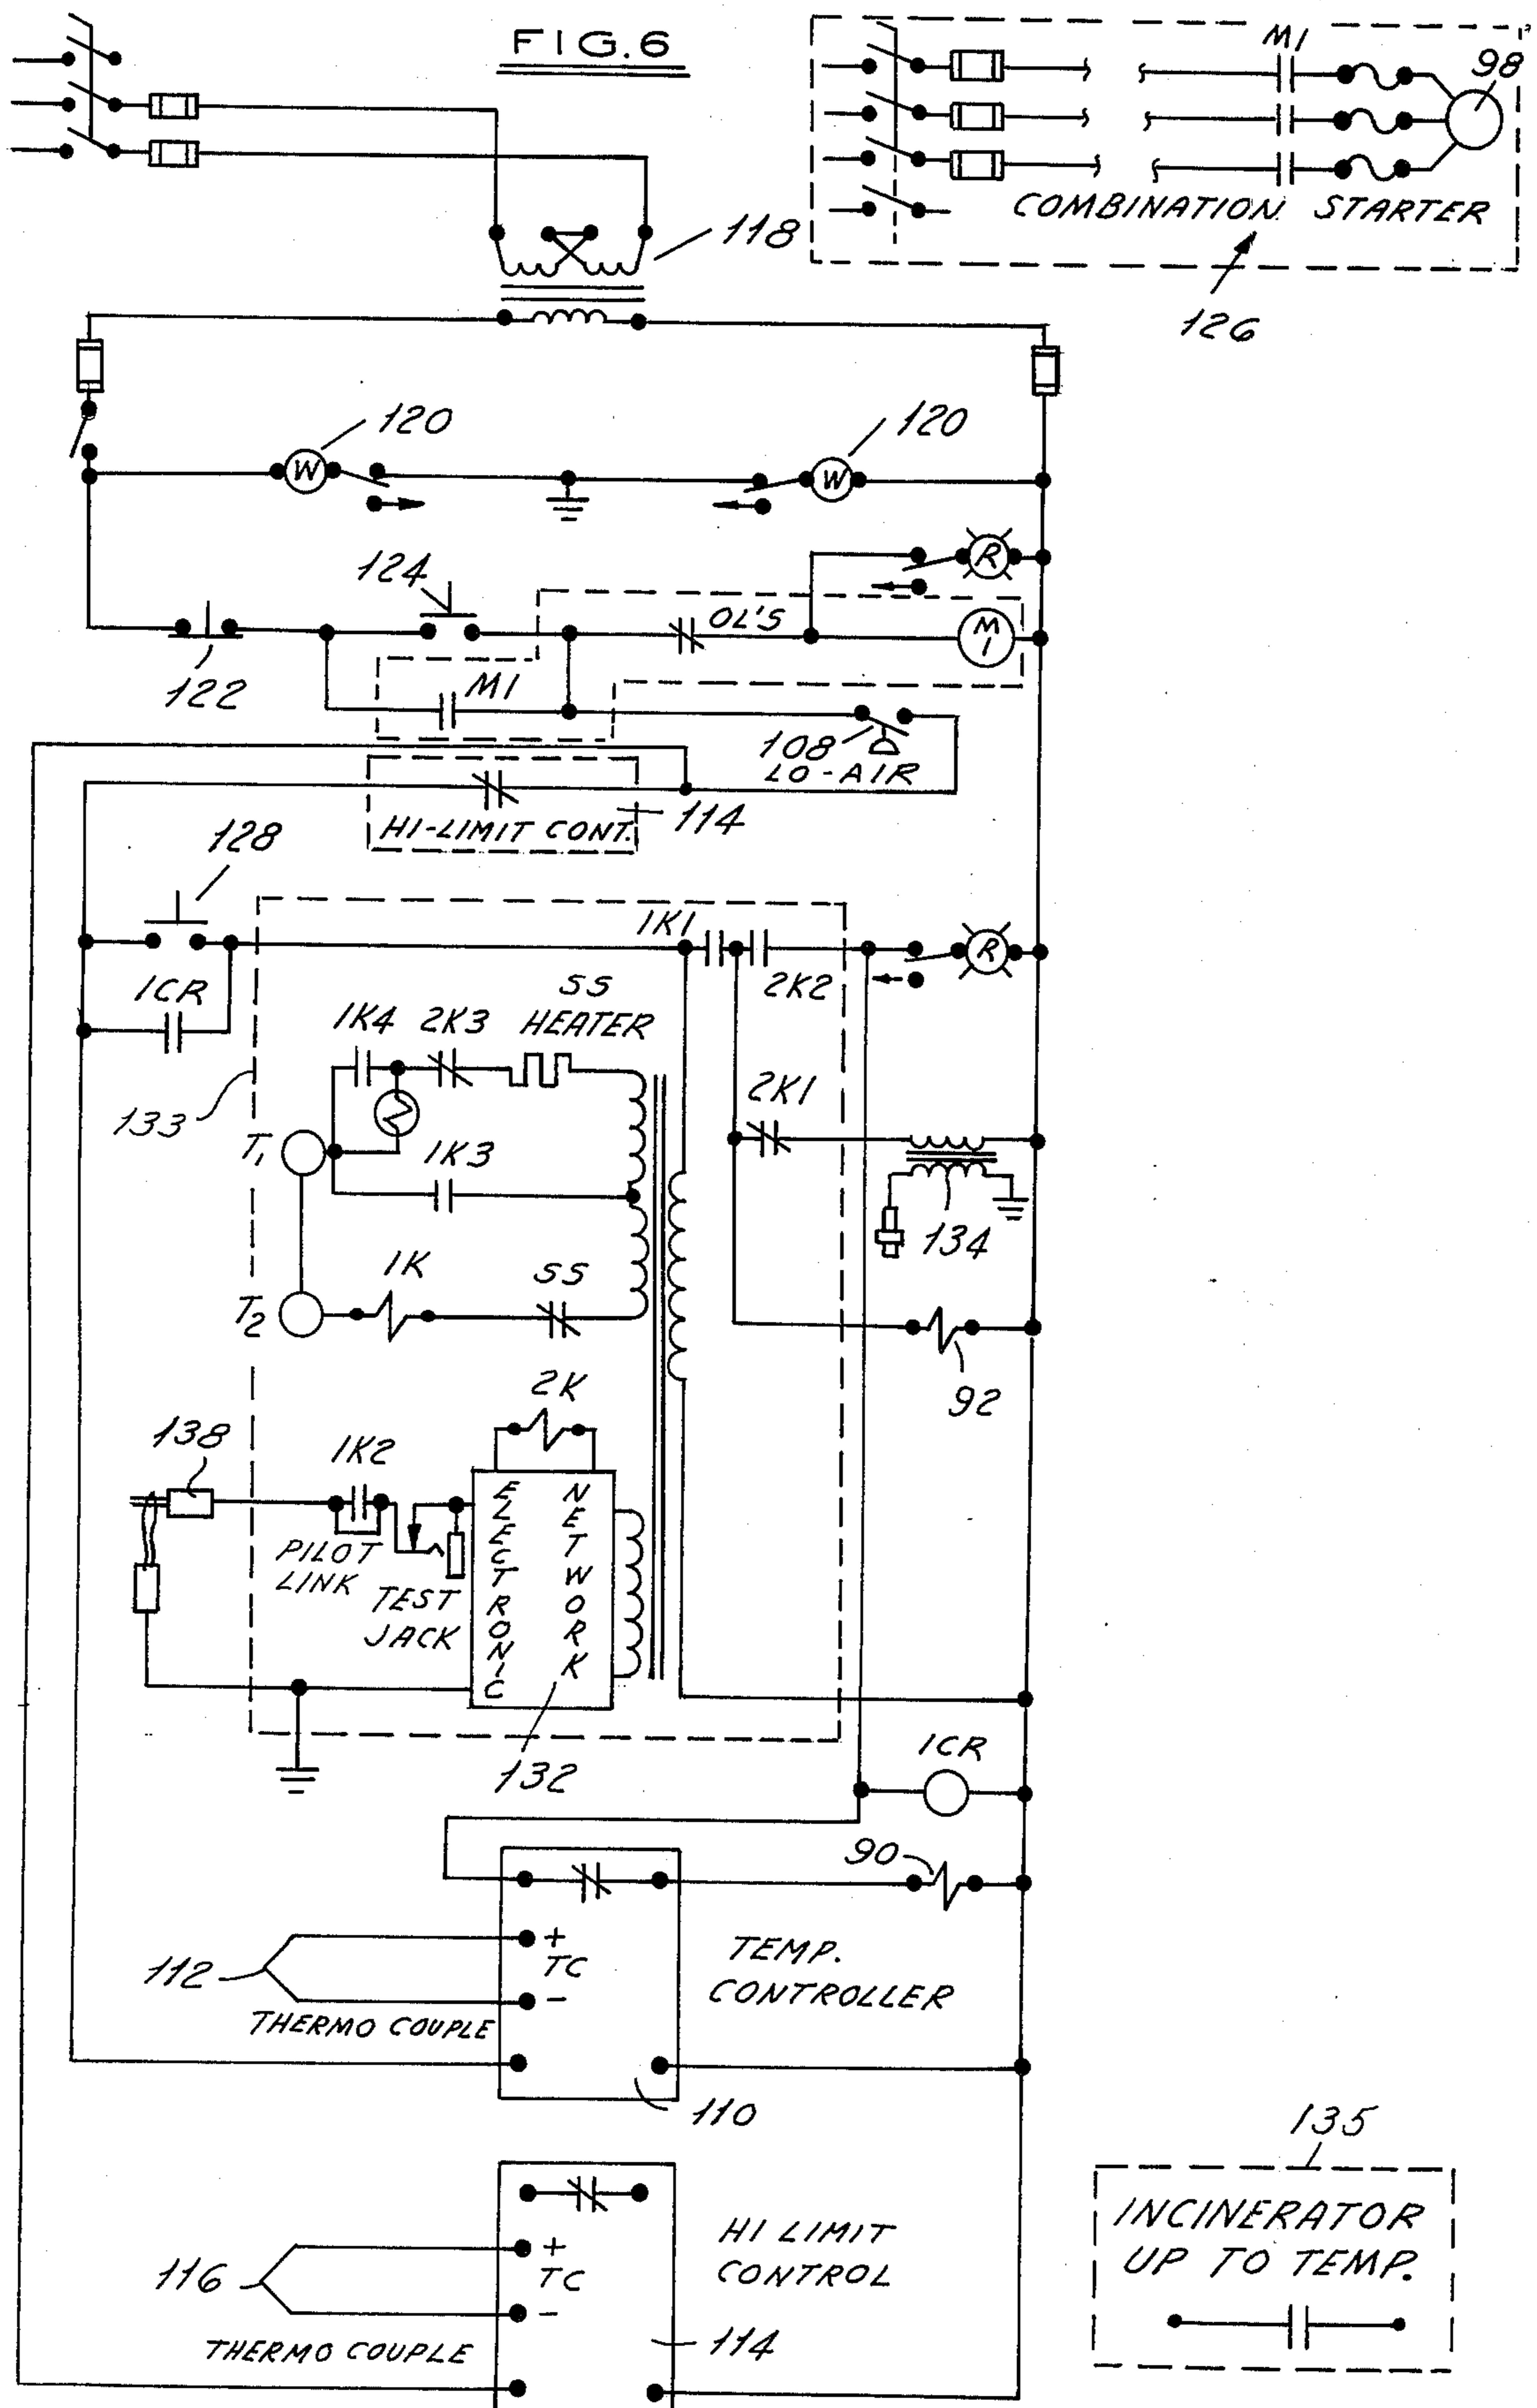 FIG.6
M1
98
COMBINATION STARTER
126
118
120
120
W
W
R
124
OL'S
M
1
122
M1
108
LO-AIR
HI-LIMIT CONT.
114
128
1K1
2K2
R
1CR
SS
HEATER
1K4
2K3
2K1
133
T1
1K3
134
1K
SS
T2
92
2K
138
1K2
PILOT
LINK
TEST
JACK
ELECTRONIC
NETWORK
132
1CR
90
+
TC
-
112
THERMO COUPLE
TEMP.
CONTROLLER
110
135
INCINERATOR
UP TO TEMP.
+
TC
-
116
THERMO COUPLE
HI LIMIT
CONTROL
114